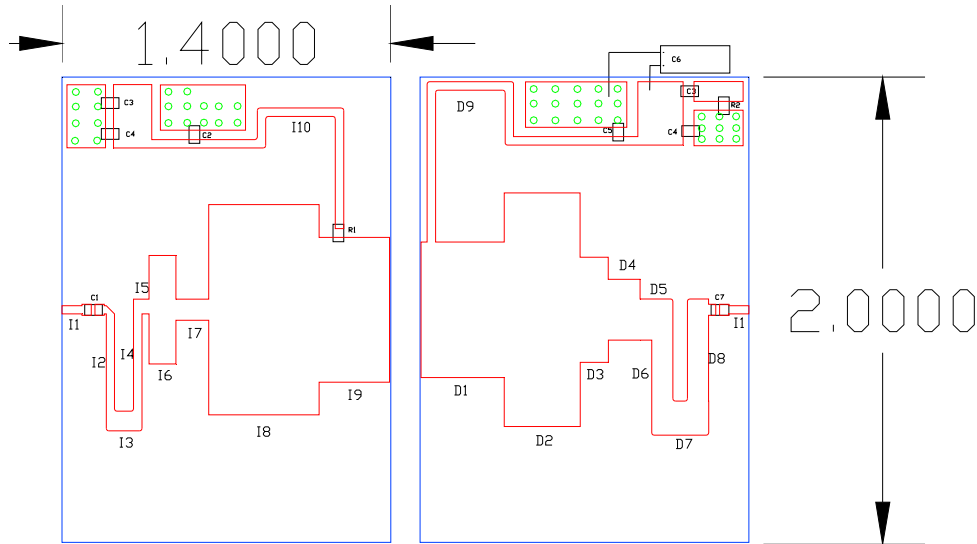 1.4000
C6
C3
C4
C2
I10
R1
D9
C5
C3
R2
C4
I5
C1
I1
I2
I4
I7
I6
I3
I8
I9
D4
D5
C7
I1
D8
D1
D3
D6
D2
D7
2.0000